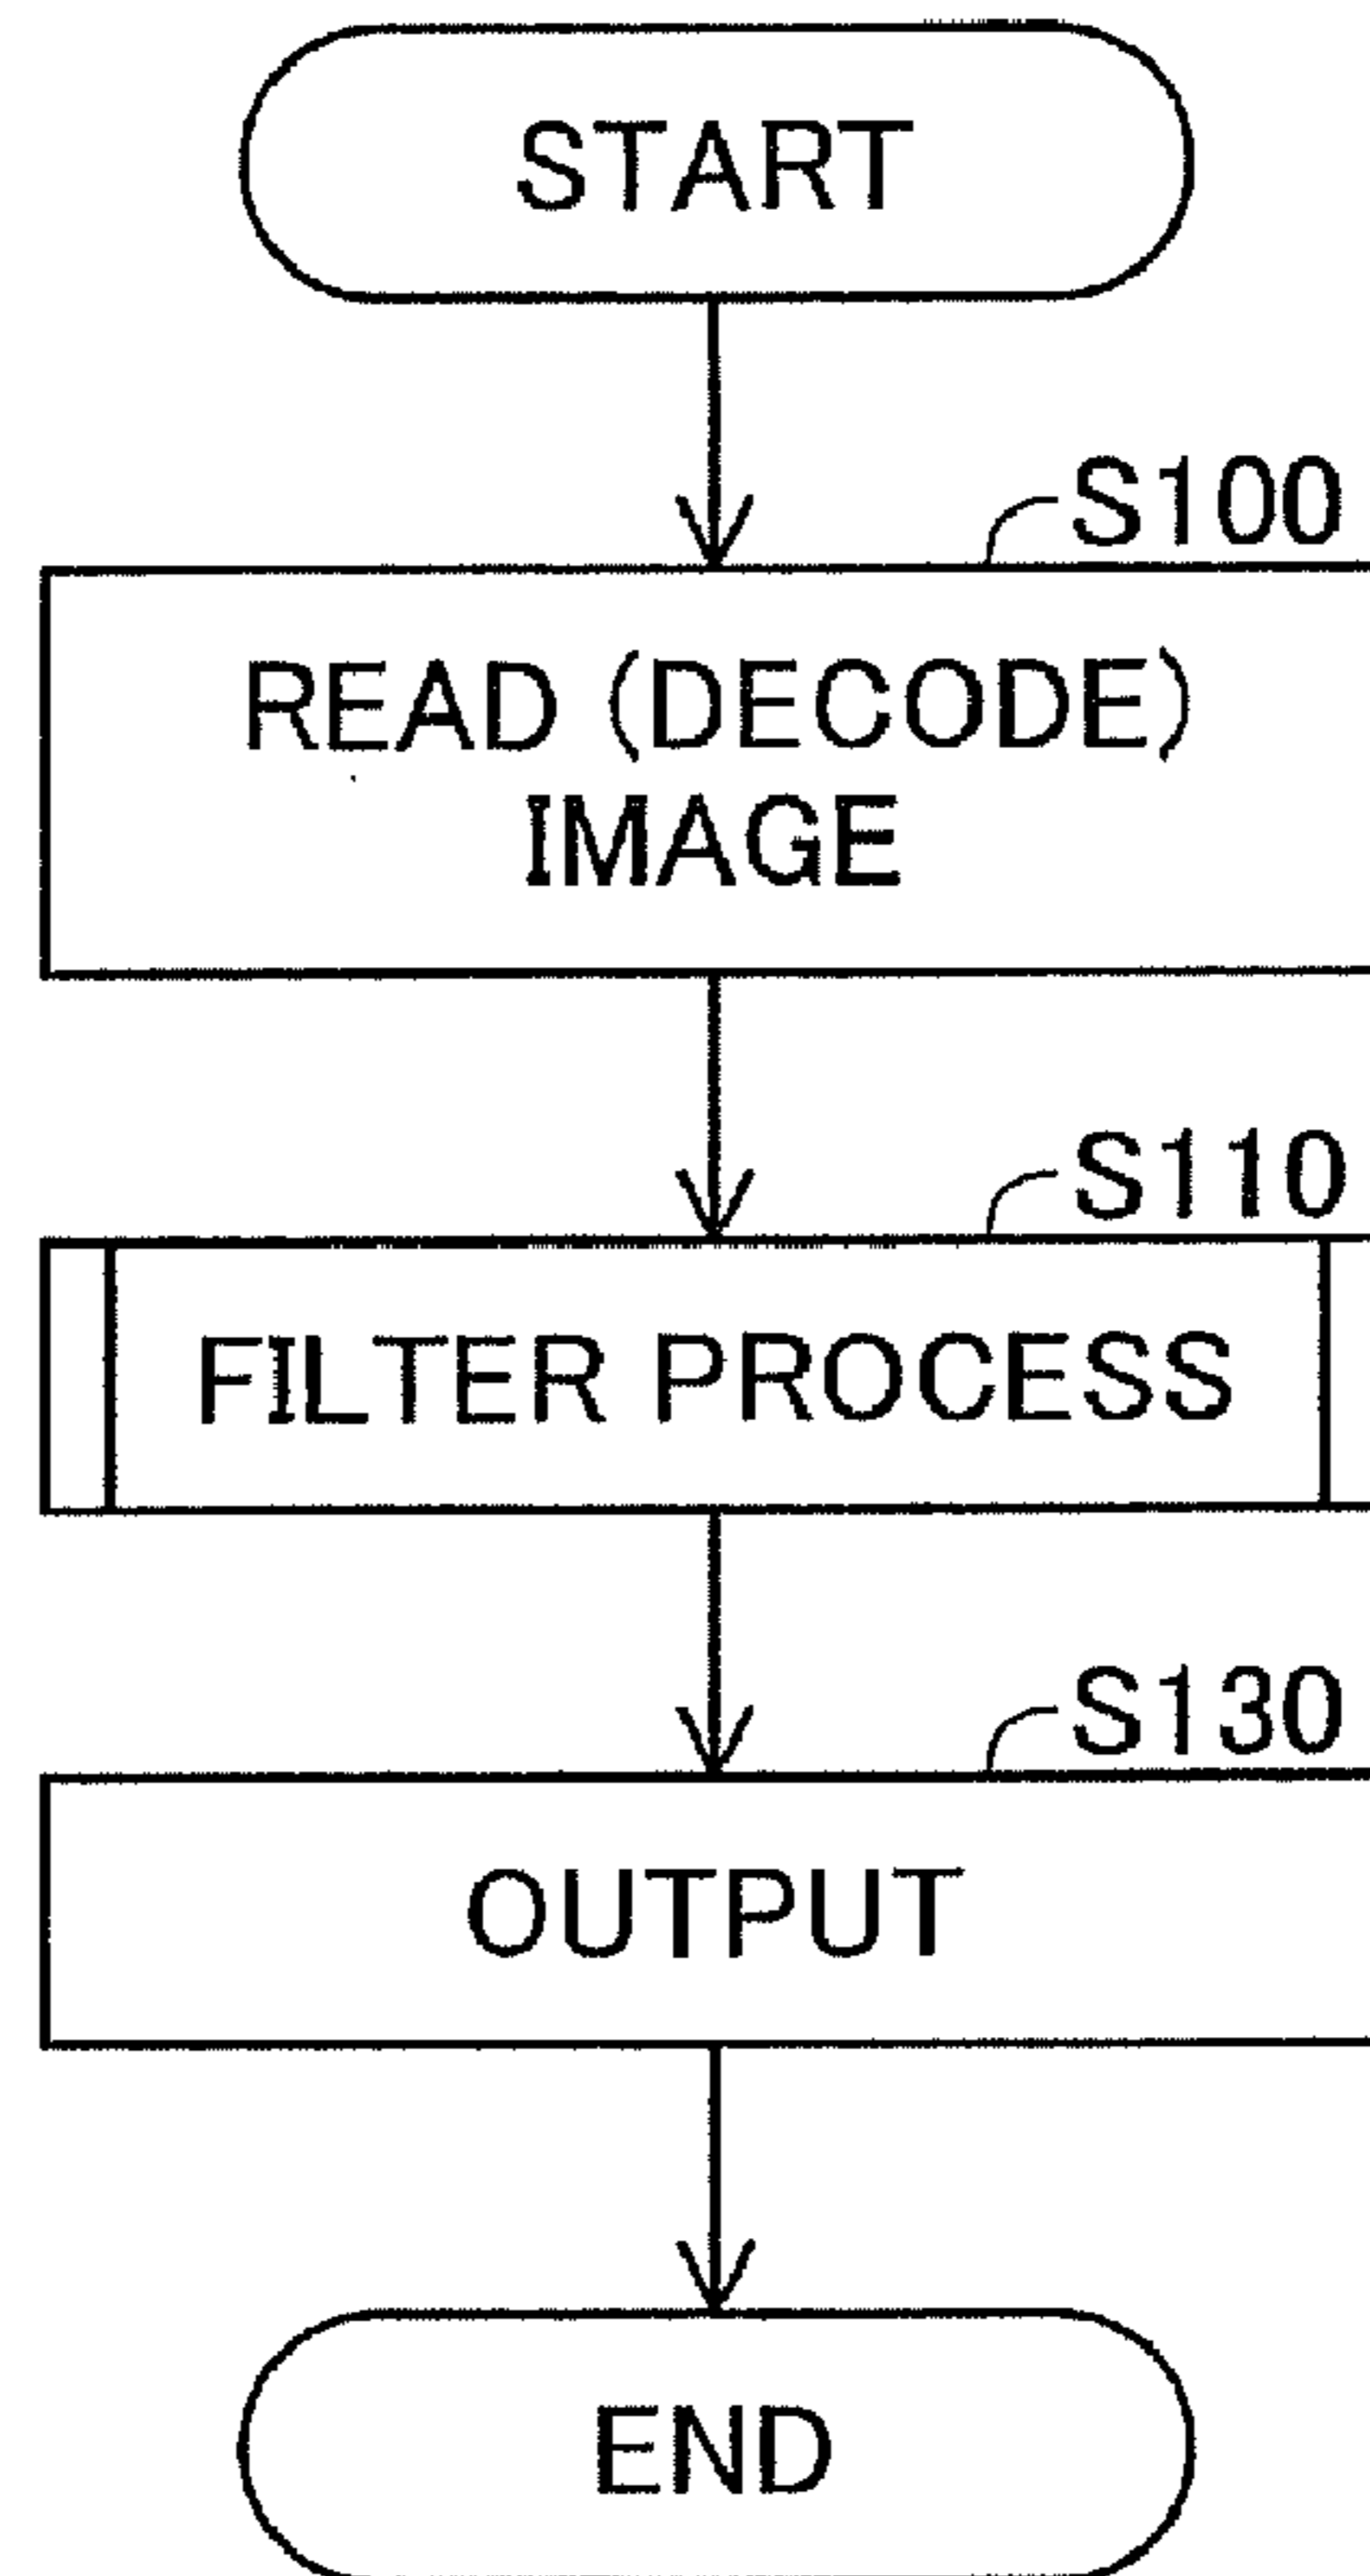 START
S100
READ (DECODE)
IMAGE
S110
FILTER PROCESS
S130
OUTPUT
END